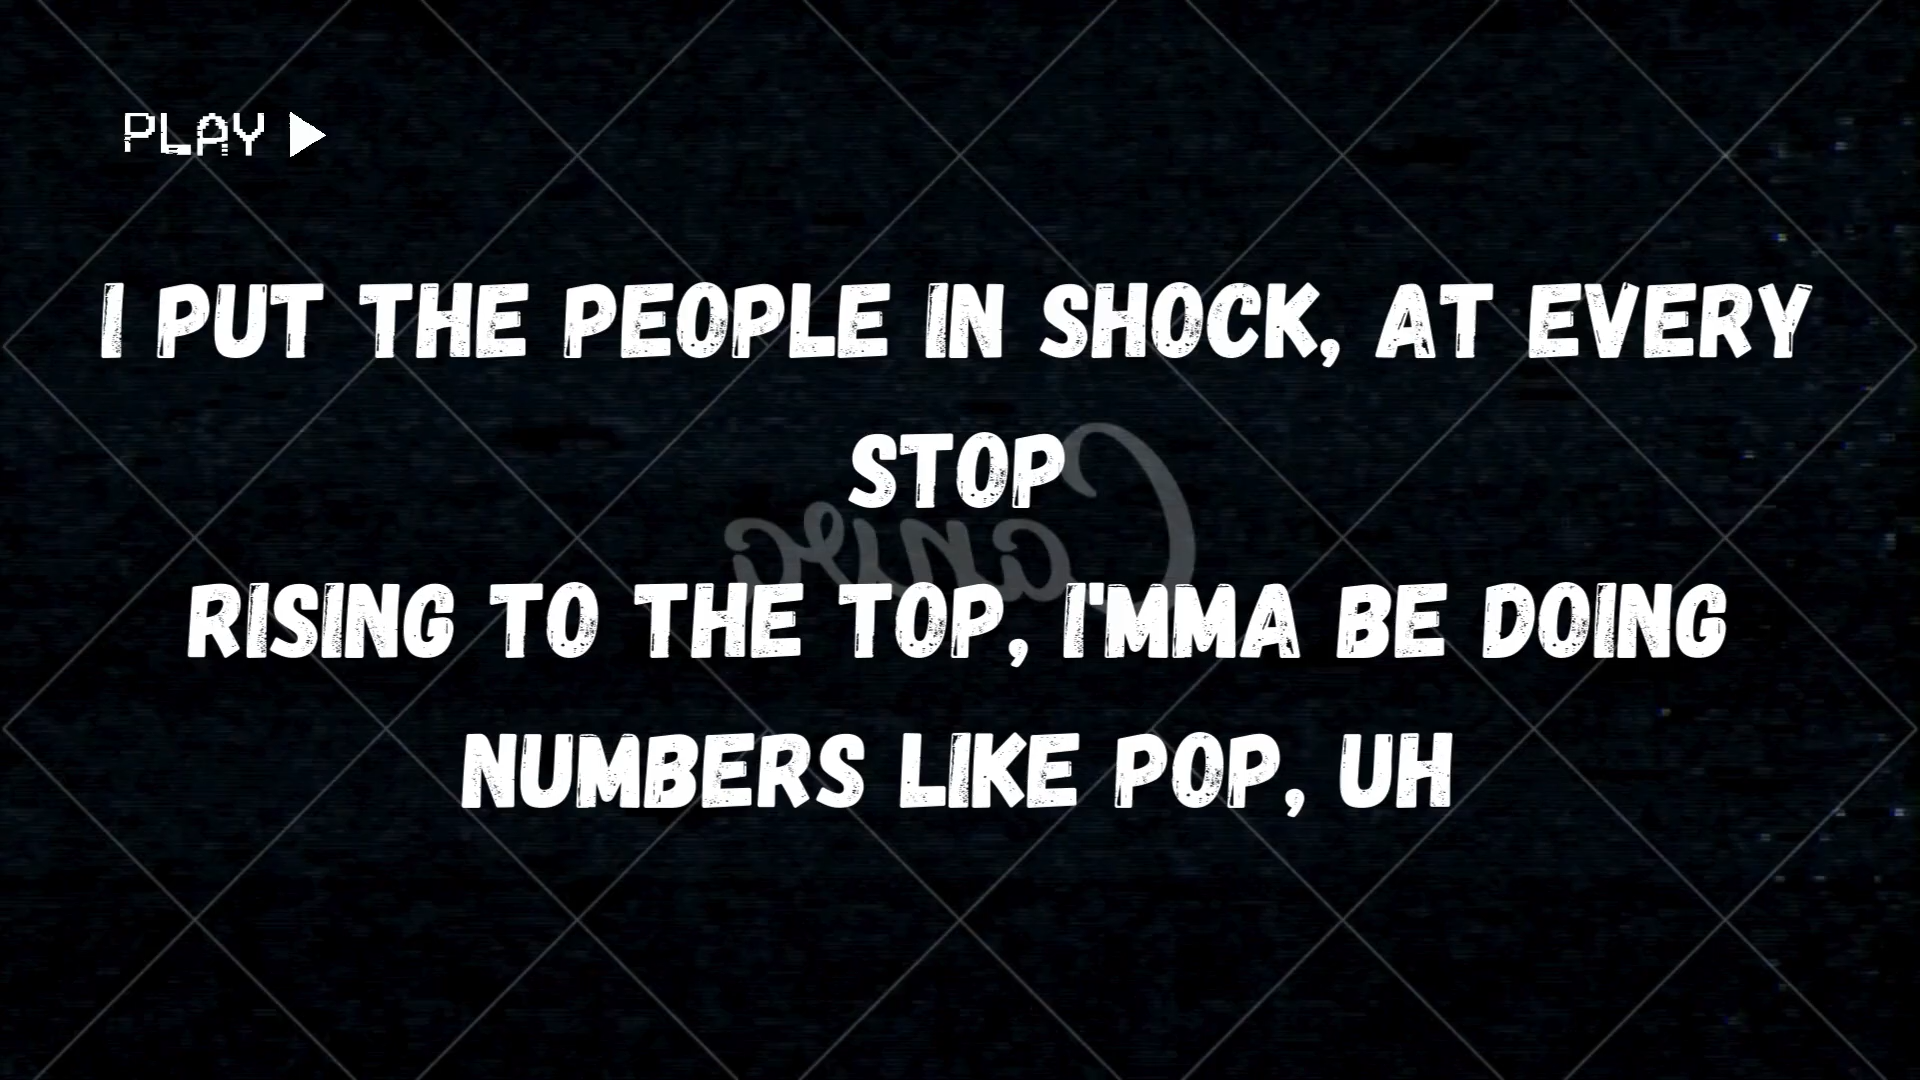 PLAY
I PUT THE PEOPLE IN SHOCK, AT EVERY
STOP
Canva
RISING TO THE TOP, I'MMA BE DOING
NUMBERS LIKE POP, UH